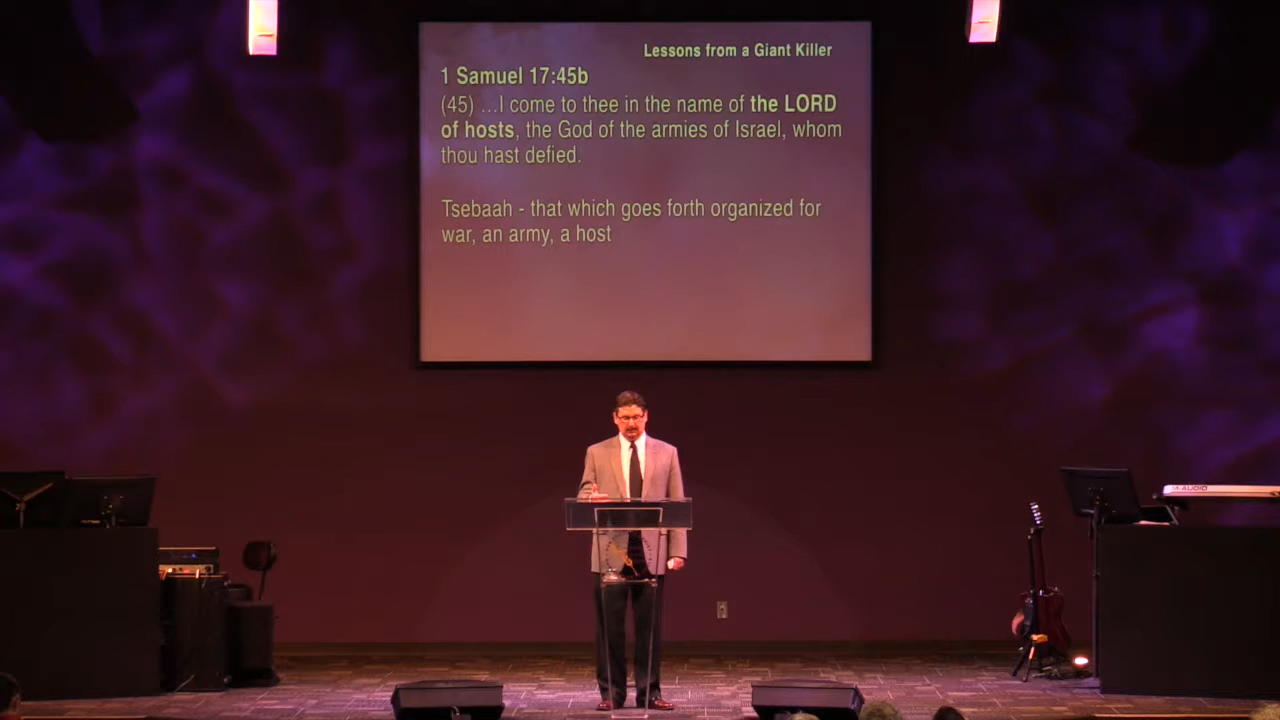 Lessons from a Giant Killer
1 Samuel 17:45b
(45) ...I come to thee in the name of the LORD
of hosts, the God of the armies of Israel, whom
thou hast defied.
Tsebaah - that which goes forth organized for
war, an army, a host
M-AUDIO